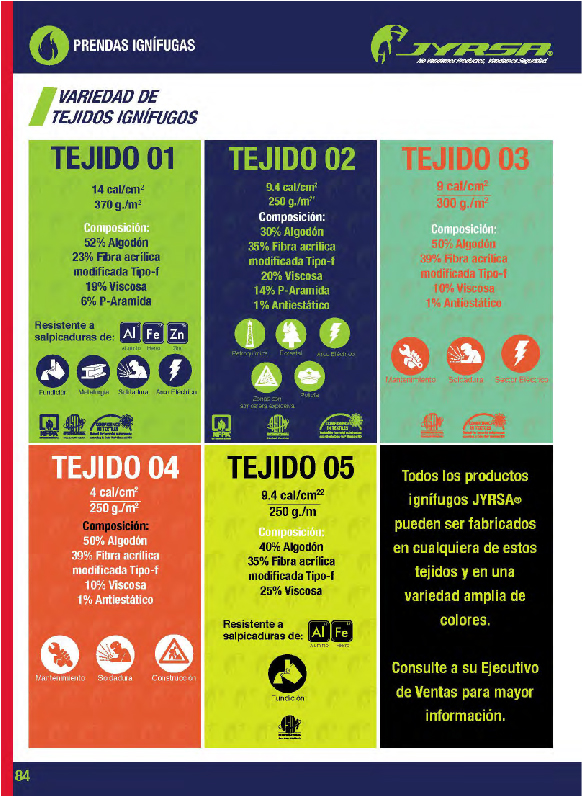 PRENDAS IGNÍFUGAS
JYRSA®
No Vendemos Productos, Vendemos Seguridad
VARIEDAD DE
TEJIDOS IGNÍFUGOS
TEJIDO 01
14 cal/cm²
370 g./m²
Composición:
52% Algodón
23% Fibra acrílica
modificada Tipo-f
19% Viscosa
6% P-Aramida
Resistente a
salpicaduras de:
Al Fe Zn
Aluminio Hierro Zinc
Fundición Metalurgia Soldadura Arco Eléctrico
NFPA
TEJIDO 02
9.4 cal/cm²
250 g./m²
Composición:
30% Algodón
35% Fibra acrílica
modificada Tipo-f
20% Viscosa
14% P-Aramida
1% Antiestático
Petroquímica Forestal Arco Eléctrico
Zonas con
atmósfera explosiva
Policía
NFPA
TEJIDO 03
9 cal/cm²
300 g./m²
Composición:
50% Algodón
39% Fibra acrílica
modificada Tipo-f
10% Viscosa
1% Antiestático
Mantenimiento Soldadura Sector Eléctrico
TEJIDO 04
4 cal/cm²
250 g./m²
Composición:
50% Algodón
39% Fibra acrílica
modificada Tipo-f
10% Viscosa
1% Antiestático
Mantenimiento Soldadura Construcción
TEJIDO 05
9.4 cal/cm²²
250 g./m
Composición:
40% Algodón
35% Fibra acrílica
modificada Tipo-f
25% Viscosa
Resistente a
salpicaduras de:
Al Fe
Aluminio Hierro
Fundición
Todos los productos
ignífugos JYRSA®
pueden ser fabricados
en cualquiera de estos
tejidos y en una
variedad amplia de
colores.
Consulte a su Ejecutivo
de Ventas para mayor
información.
84